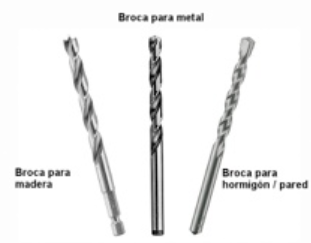 Broca para metal
Broca para
madera
Broca para
hormigón / pared